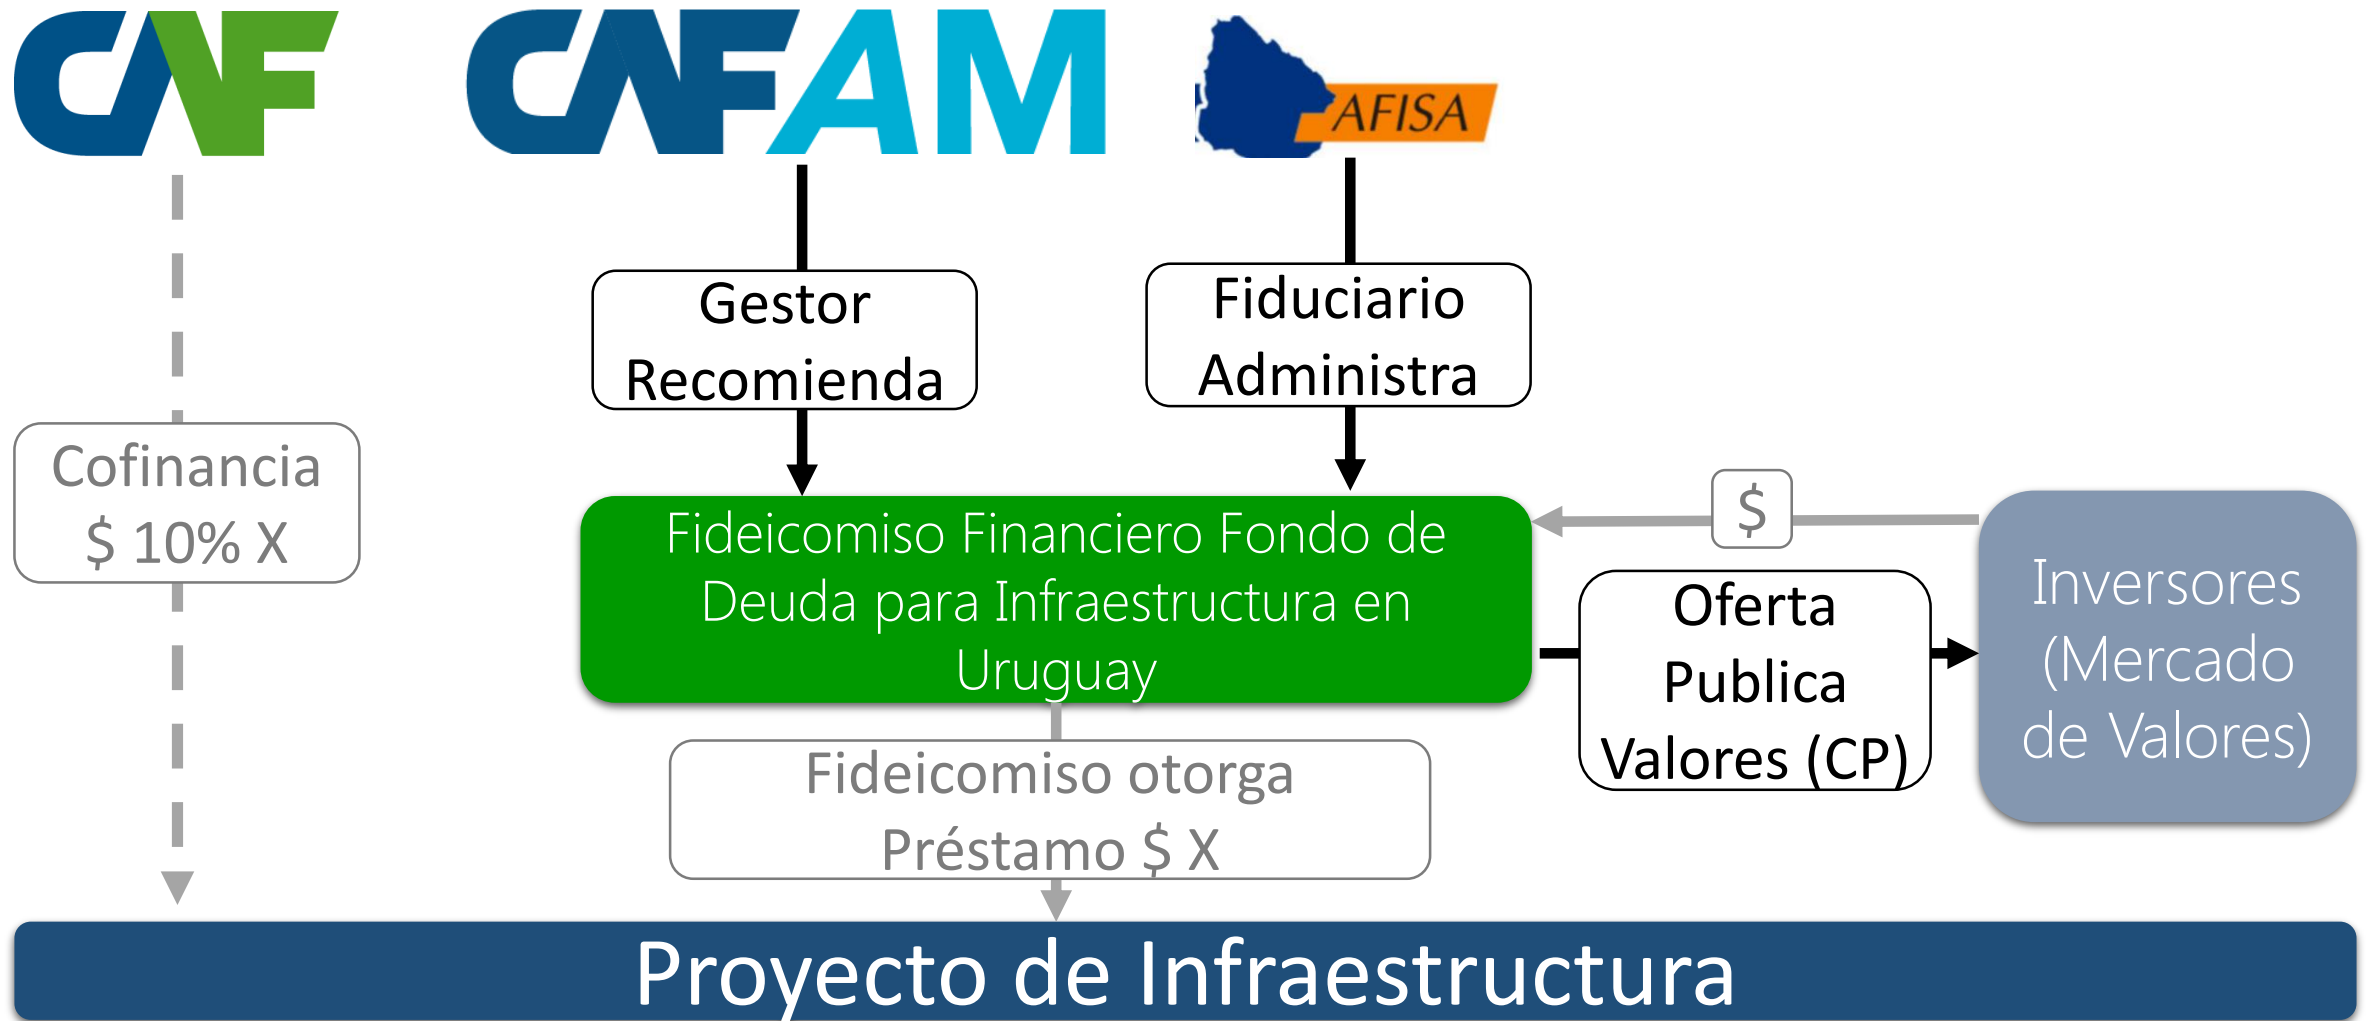 CAF
CAFAM
AFISA
Gestor
Recomienda
Fiduciario
Administra
Cofinancia
$ 10% X
Fideicomiso Financiero Fondo de
Deuda para Infraestructura en
Uruguay
$
Oferta
Publica
Valores (CP)
Inversores
(Mercado
de Valores)
Fideicomiso otorga
Préstamo $ X
Proyecto de Infraestructura